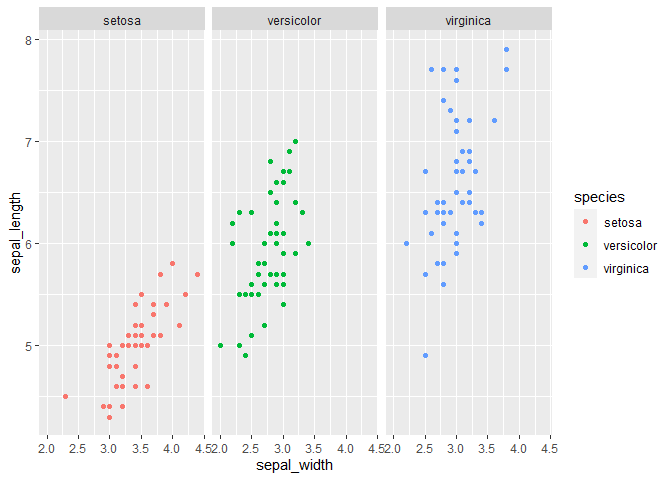 setosa versicolor virginica
8
7
6
5
sepal_length
2.0 2.5 3.0 3.5 4.0 4.5 2.0 2.5 3.0 3.5 4.0 4.5 2.0 2.5 3.0 3.5 4.0 4.5
sepal_width
species
setosa
versicolor
virginica